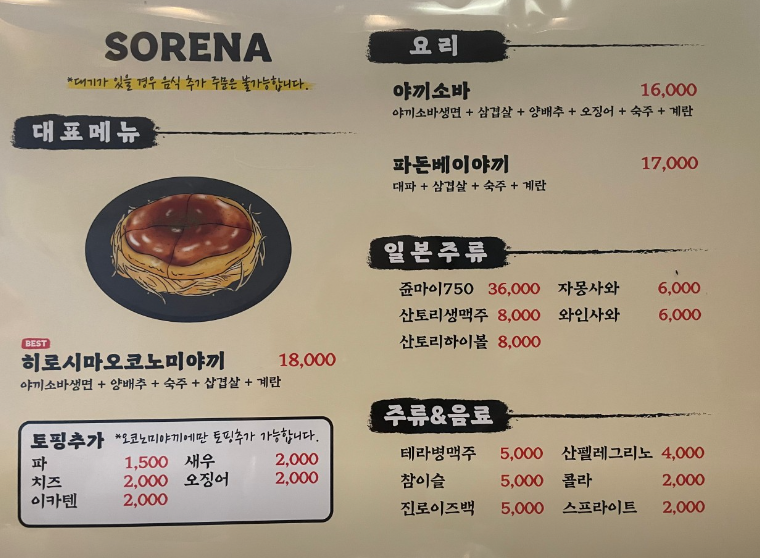 SORENA
*대기가 있을 경우 음식 추가 주문은 불가능합니다.
대표메뉴
BEST
히로시마오코노미야끼 18,000
야끼소바생면 + 양배추 + 숙주 + 삽겹살 + 계란
토핑추가 *오코노미야끼에만 토핑추가 가능합니다.
파 1,500 새우 2,000
치즈 2,000 오징어 2,000
이카텐 2,000
요리
야끼소바 16,000
야끼소바생면 + 삼겹살 + 양배추 + 오징어 + 숙주 + 계란
파돈베이야끼 17,000
대파 + 삼겹살 + 숙주 + 계란
일본주류
쥰마이750 36,000 자몽사와 6,000
산토리생맥주 8,000 와인사와 6,000
산토리하이볼 8,000
주류&음료
테라병맥주 5,000 산펠레그리노 4,000
참이슬 5,000 콜라 2,000
진로이즈백 5,000 스프라이트 2,000